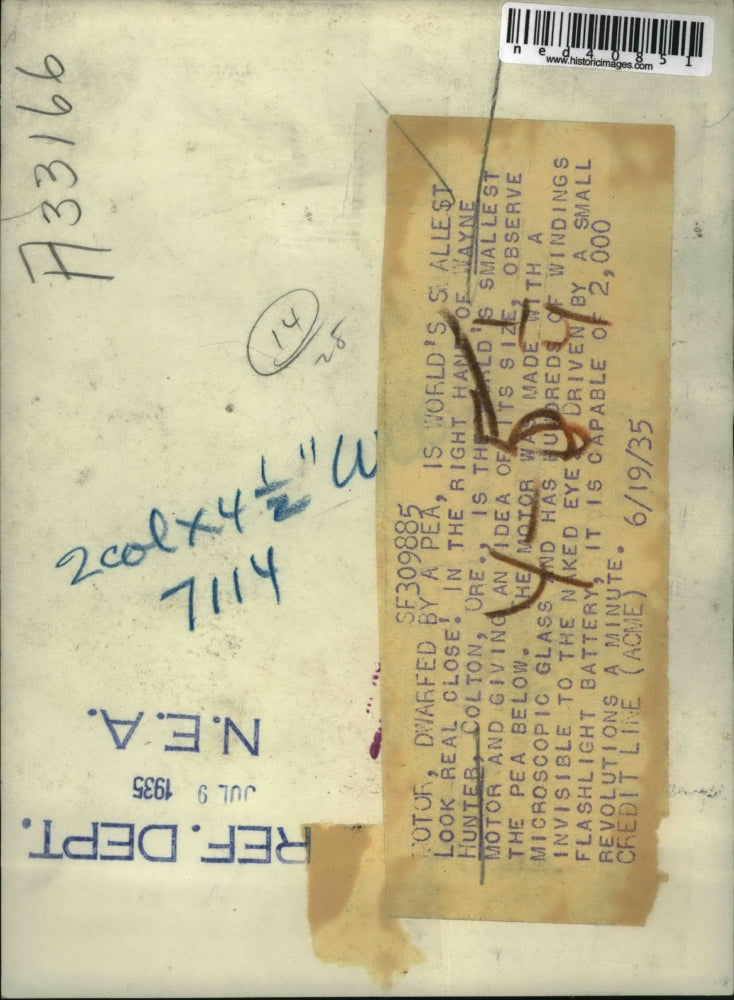 ned40851
www.historicimages.com
A33166
14
25
2col x 4 1/2" W
7114
REF. DEPT.
JUL 9 1935
N.E.A.
SF309885
MOTOR, DWARFED BY A PEA, IS WORLD'S SMALLEST
LOOK REAL CLOSE! IN THE RIGHT HAND OF WAYNE
HUNTER, COLTON, ORE., IS THE WORLD'S SMALLEST
MOTOR AND GIVING AN IDEA OF ITS SIZE, OBSERVE
THE PEA BELOW. THE MOTOR WAS MADE WITH A
MICROSCOPIC GLASS AND HAS HUNDREDS OF WINDINGS
INVISIBLE TO THE NAKED EYE. DRIVEN BY A SMALL
FLASHLIGHT BATTERY, IT IS CAPABLE OF 2,000
REVOLUTIONS A MINUTE.
CREDIT LINE (ACME) 6/19/35